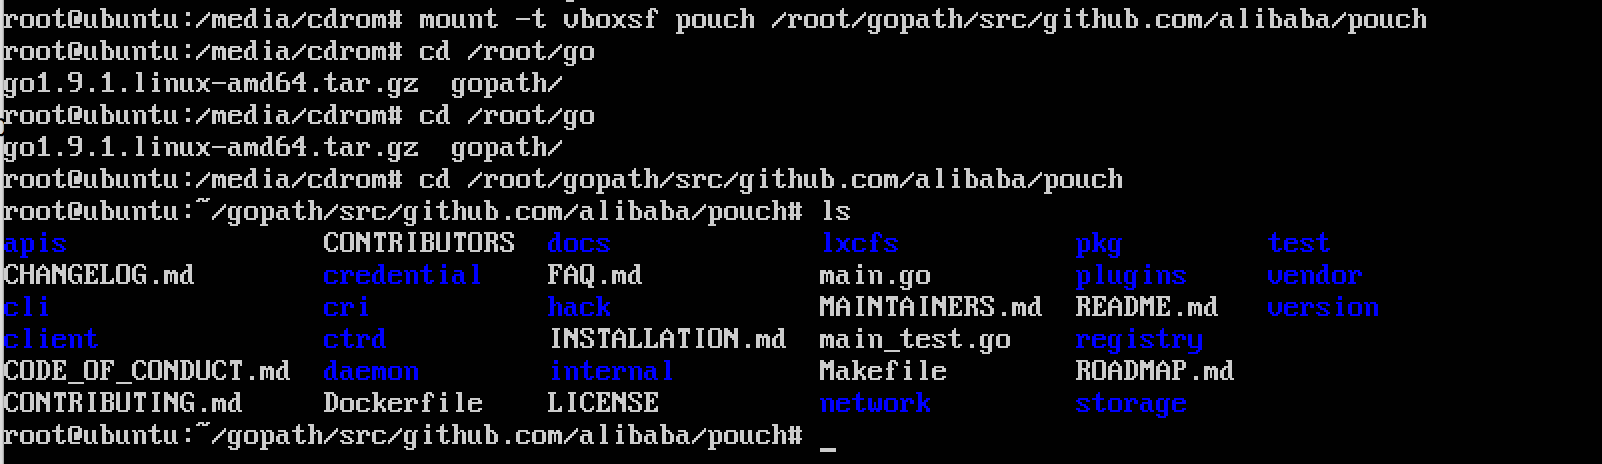 root@ubuntu:/media/cdrom# mount -t vboxsf pouch /root/gopath/src/github.com/alibaba/pouch
root@ubuntu:/media/cdrom# cd /root/go
go1.9.1.linux-amd64.tar.gz  gopath/
root@ubuntu:/media/cdrom# cd /root/go
go1.9.1.linux-amd64.tar.gz  gopath/
root@ubuntu:/media/cdrom# cd /root/gopath/src/github.com/alibaba/pouch
root@ubuntu:~/gopath/src/github.com/alibaba/pouch# ls
apis                CONTRIBUTORS  docs             lxcfs           pkg         test
CHANGELOG.md        credential    FAQ.md           main.go         plugins     vendor
cli                 cri           hack             MAINTAINERS.md  README.md   version
client              ctrd          INSTALLATION.md  main_test.go    registry
CODE_OF_CONDUCT.md  daemon        internal         Makefile        ROADMAP.md
CONTRIBUTING.md     Dockerfile    LICENSE          network         storage
root@ubuntu:~/gopath/src/github.com/alibaba/pouch# _